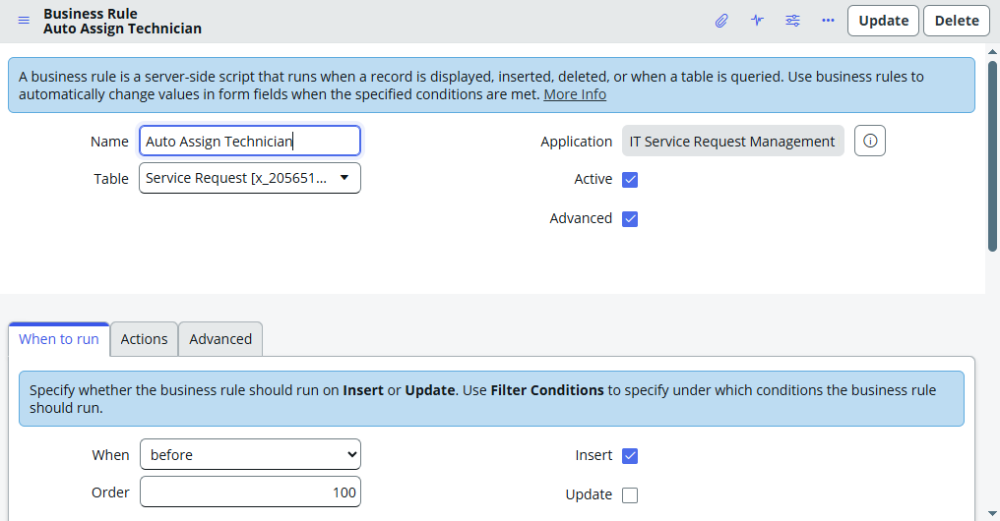 Business Rule
Auto Assign Technician
Update
Delete
A business rule is a server-side script that runs when a record is displayed, inserted, deleted, or when a table is queried. Use business rules to
automatically change values in form fields when the specified conditions are met. More Info
Name
Auto Assign Technician
Application
IT Service Request Management
Table
Service Request [x_205651...
Active
Advanced
When to run
Actions
Advanced
Specify whether the business rule should run on Insert or Update. Use Filter Conditions to specify under which conditions the business rule
should run.
When
before
Insert
Order
100
Update